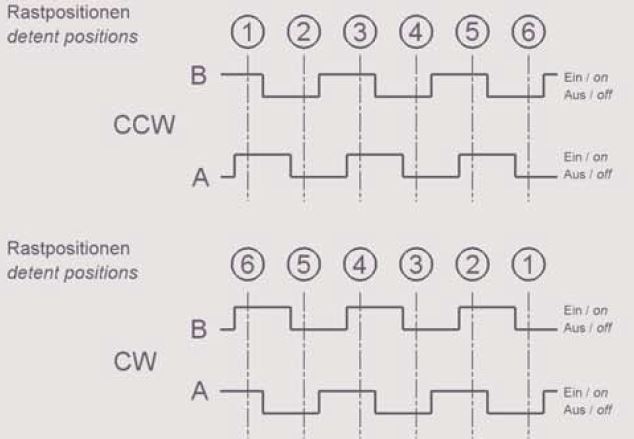 Rastpositionen
detent positions
1 2 3 4 5 6
B
Ein / on
Aus / off
CCW
A
Ein / on
Aus / off
Rastpositionen
detent positions
6 5 4 3 2 1
B
Ein / on
Aus / off
CW
A
Ein / on
Aus / off